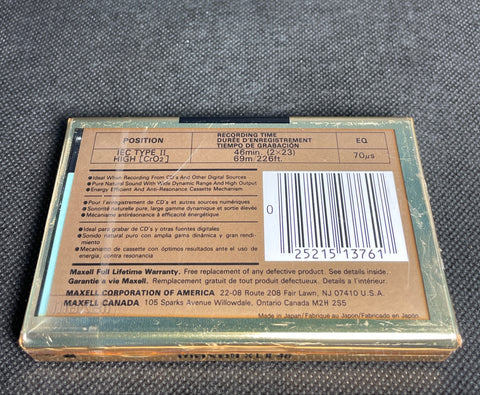 POSITION
RECORDING TIME
DURÉE D'ENREGISTREMENT
TIEMPO DE GRABACIÓN
EQ
IEC TYPE II
HIGH [CrO2]
46min. (2×23)
69m, 226ft.
70µs
●Ideal When Recording From CD's And Other Digital Sources
●Pure Natural Sound With Wide Dynamic Range And High Output
●Energy Efficient And Anti-Resonance Cassette Mechanism
●Pour l'enregistrement de CD's et autres sources numériques
●Sonorité naturelle pure, large gamme dynamique et sortie élevée
●Mécanisme antirésonance à efficacité énergétique
●Ideal para grabar de CD's y otras fuentes digitales
●Sonido natural puro con amplia gama dinámica y gran rendimiento
●Mecanismo de cassette con óptimos resultados ante el uso de energía, contra resonancia
0
25215 13761
Maxell Full Lifetime Warranty. Free replacement of any defective product. See details inside.
Garantie a vie Maxell. Remplacement gratuit de tout produit defectueux. Details a l'intérieur.
MAXELL CORPORATION OF AMERICA 22-08 Route 208 Fair Lawn, NJ 07410 U.S.A.
MAXELL CANADA 105 Sparks Avenue Willowdale, Ontario Canada M2H 2S5
Made in Japan/Fabriqué au Japon/Fabricado en Japón